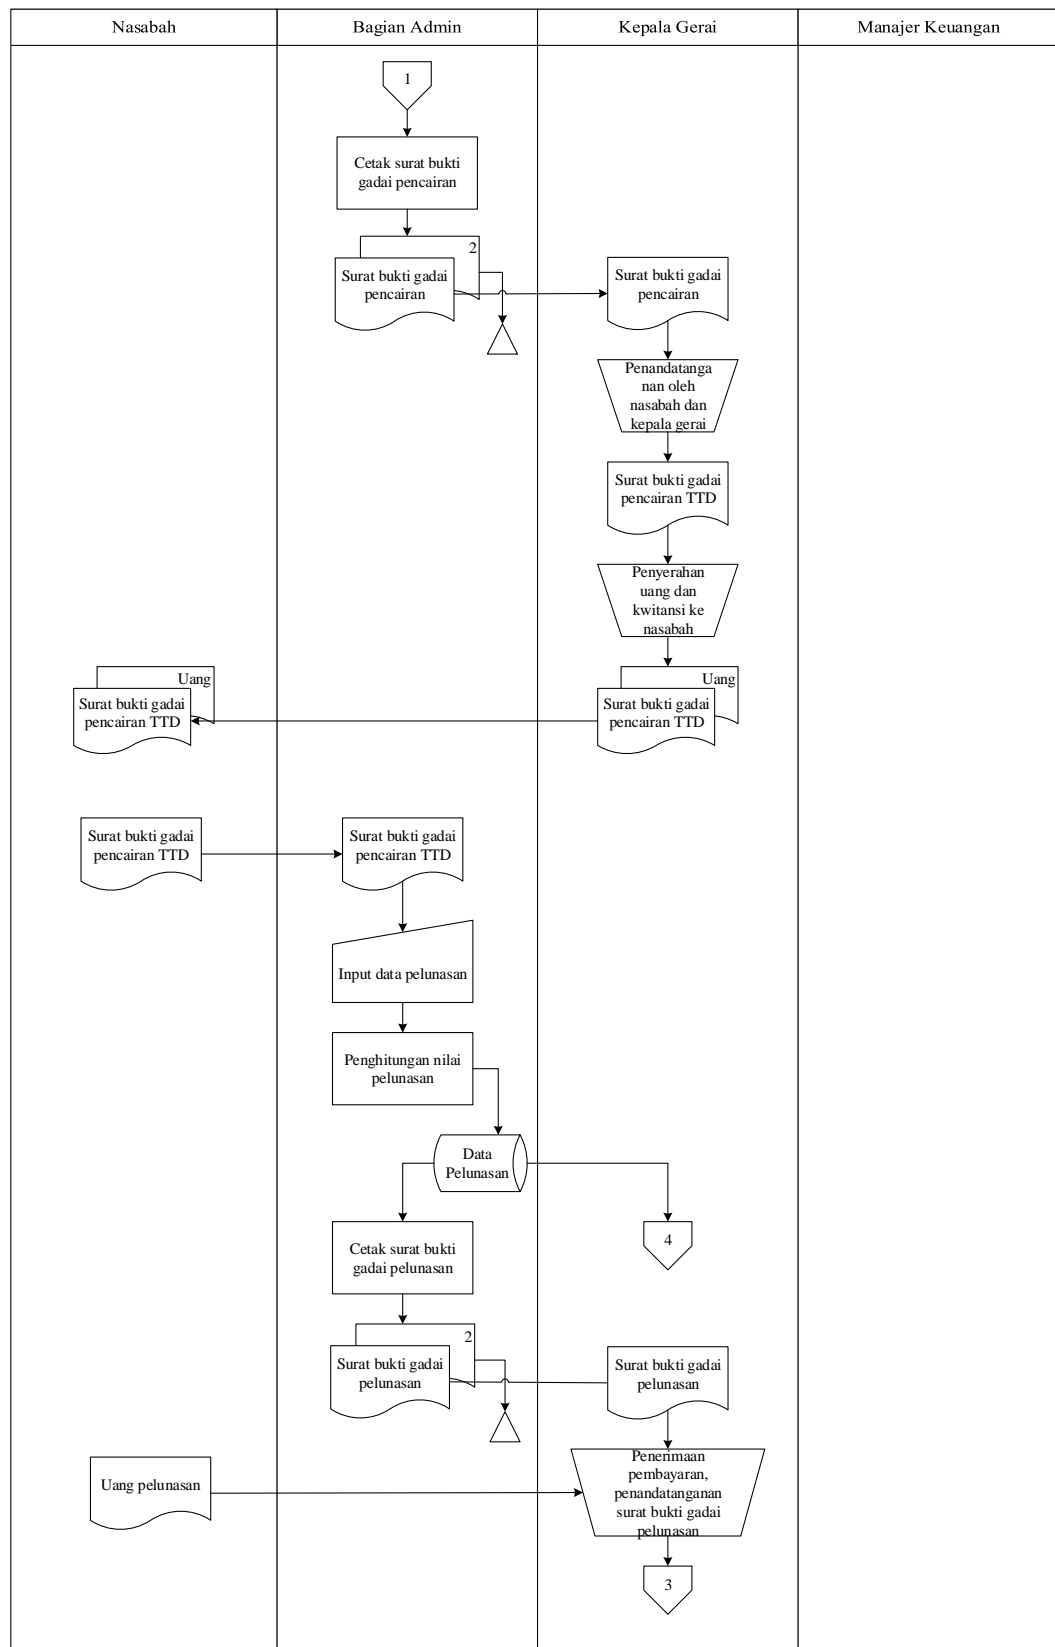 Nasabah
Bagian Admin
Kepala Gerai
Manajer Keuangan
1
Cetak surat bukti
gadai pencairan
2
Surat bukti gadai
pencairan
Surat bukti gadai
pencairan
Penandatanga
nan oleh
nasabah dan
kepala gerai
Surat bukti gadai
pencairan TTD
Penyerahan
uang dan
kwitansi ke
nasabah
Uang
Surat bukti gadai
pencairan TTD
Uang
Surat bukti gadai
pencairan TTD
Surat bukti gadai
pencairan TTD
Surat bukti gadai
pencairan TTD
Input data pelunasan
Penghitungan nilai
pelunasan
Data
Pelunasan
Cetak surat bukti
gadai pelunasan
4
2
Surat bukti gadai
pelunasan
Surat bukti gadai
pelunasan
Uang pelunasan
Penerimaan
pembayaran,
penandatanganan
surat bukti gadai
pelunasan
3